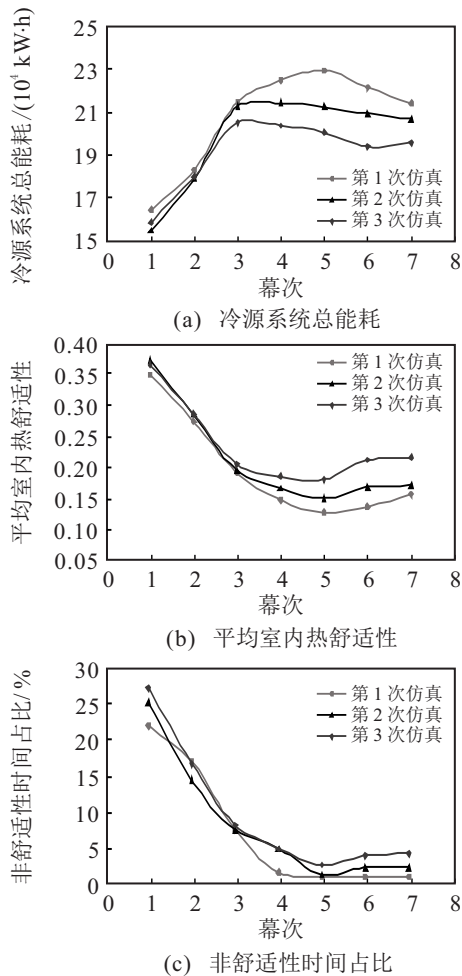 冷源系统总能耗/(10⁴ kW·h)
25
23
21
19
17
15
第1次仿真
第2次仿真
第3次仿真
0 1 2 3 4 5 6 7
幕次
(a) 冷源系统总能耗
平均室内热舒适性
0.40
0.35
0.30
0.25
0.20
0.15
0.10
0.05
第1次仿真
第2次仿真
第3次仿真
0 1 2 3 4 5 6 7
幕次
(b) 平均室内热舒适性
非舒适性时间占比/%
30
25
20
15
10
5
0
第1次仿真
第2次仿真
第3次仿真
1 2 3 4 5 6 7
幕次
(c) 非舒适性时间占比